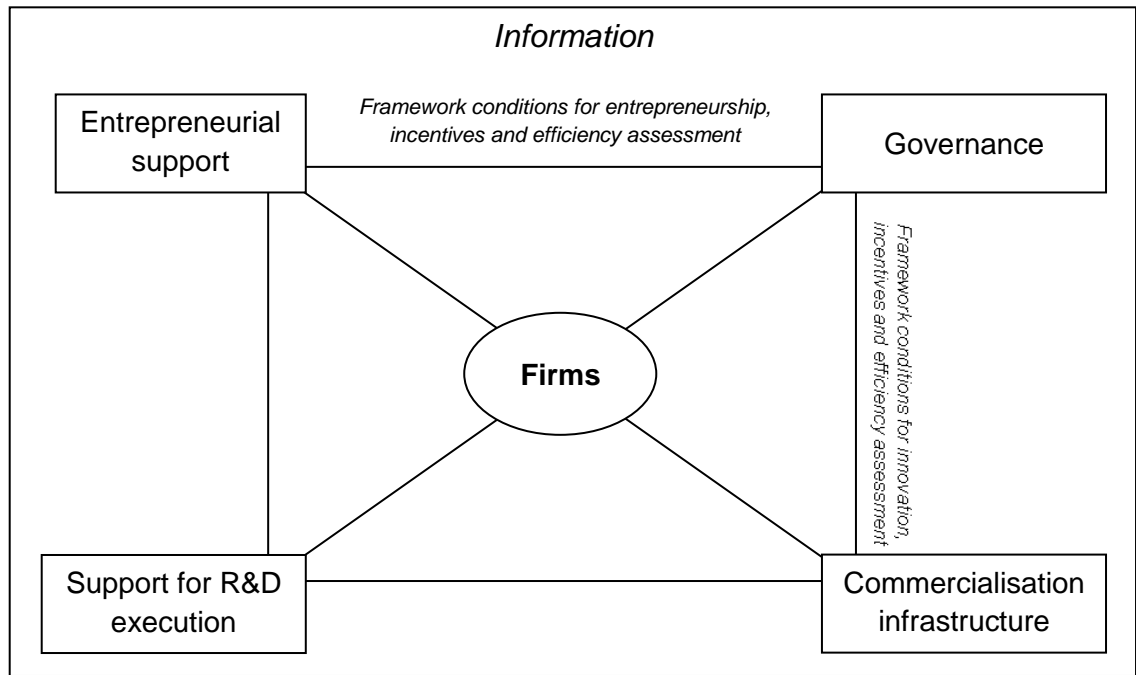 Information
Entrepreneurial
support
Framework conditions for entrepreneurship,
incentives and efficiency assessment
Governance
Framework conditions for innovation,
incentives and efficiency assessment
Firms
Support for R&D
execution
Commercialisation
infrastructure